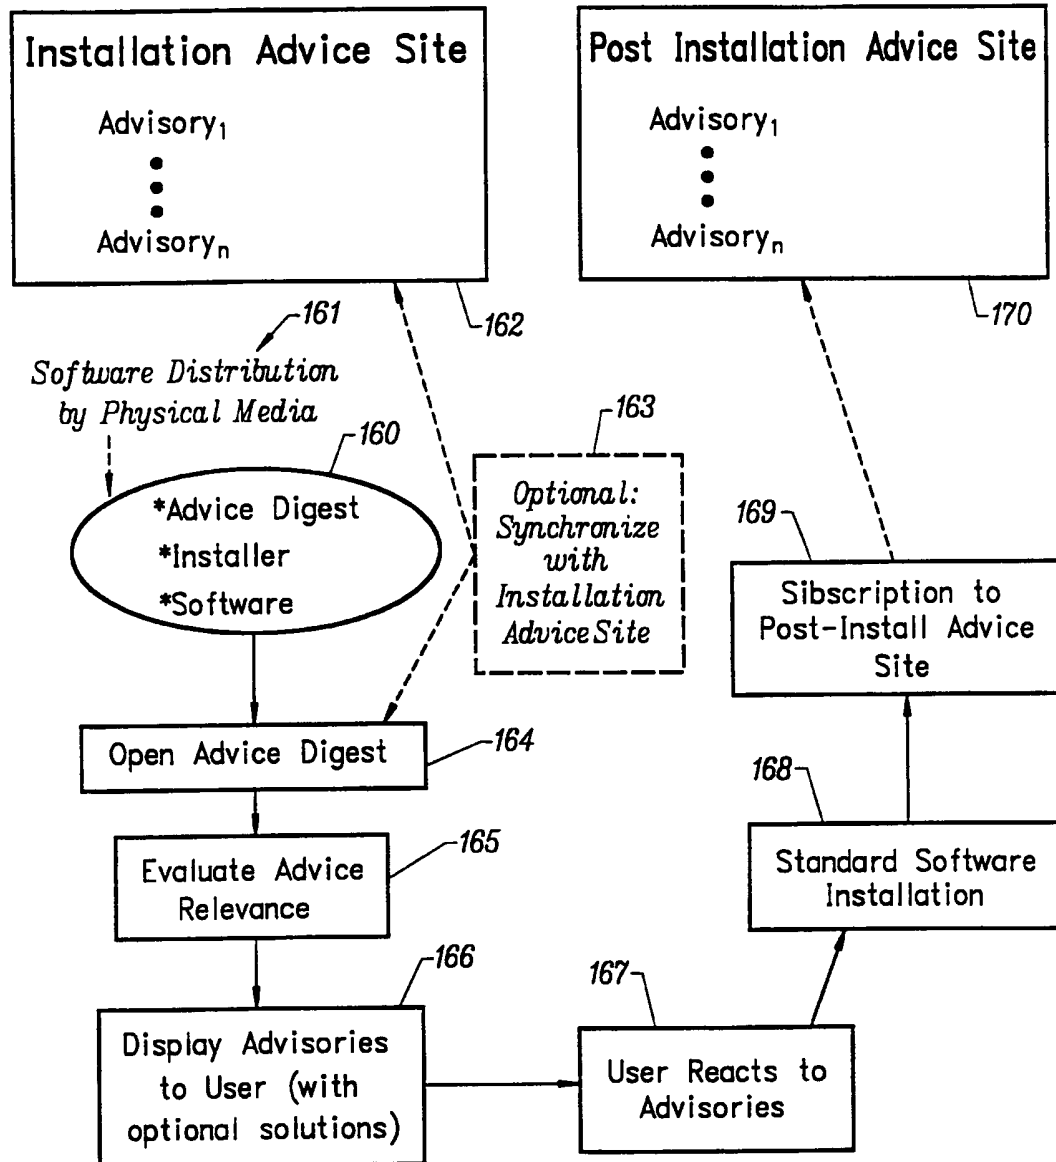 Installation Advice Site
Advisory₁
Advisoryₙ
162
Post Installation Advice Site
Advisory₁
Advisoryₙ
170
161
Software Distribution
by Physical Media
160
*Advice Digest
*Installer
*Software
163
Optional:
Synchronize
with
Installation
Advice Site
Open Advice Digest
164
Evaluate Advice
Relevance
165
166
Display Advisories
to User (with
optional solutions)
167
User Reacts to
Advisories
168
Standard Software
Installation
169
Sibscription to
Post-Install Advice
Site